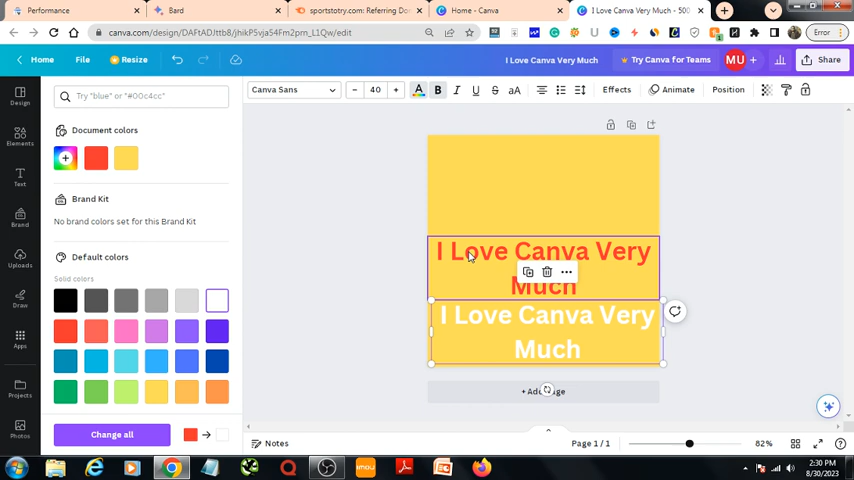 Performance
Bard
sportstotry.com: Referring Do
Home - Canva
I Love Canva Very Much - 500
canva.com/design/DAFtADJttb8/jhikP5vja54Fm2pm_L1Qw/edit
Error
Home
File
Resize
I Love Canva Very Much
Try Canva for Teams
MU
Share
Design
Elements
Text
Brand
Uploads
Draw
Apps
Projects
Photos
Try "blue" or "#00c4cc"
Document colors
Brand Kit
No brand colors set for this Brand Kit
Default colors
Solid colors
Change all
Canva Sans
40
A
B
I
U
S
aA
Effects
Animate
Position
I Love Canva Very
Much
I Love Canva Very
Much
+ Add page
Notes
Page 1 / 1
82%
2:30 PM
8/30/2023